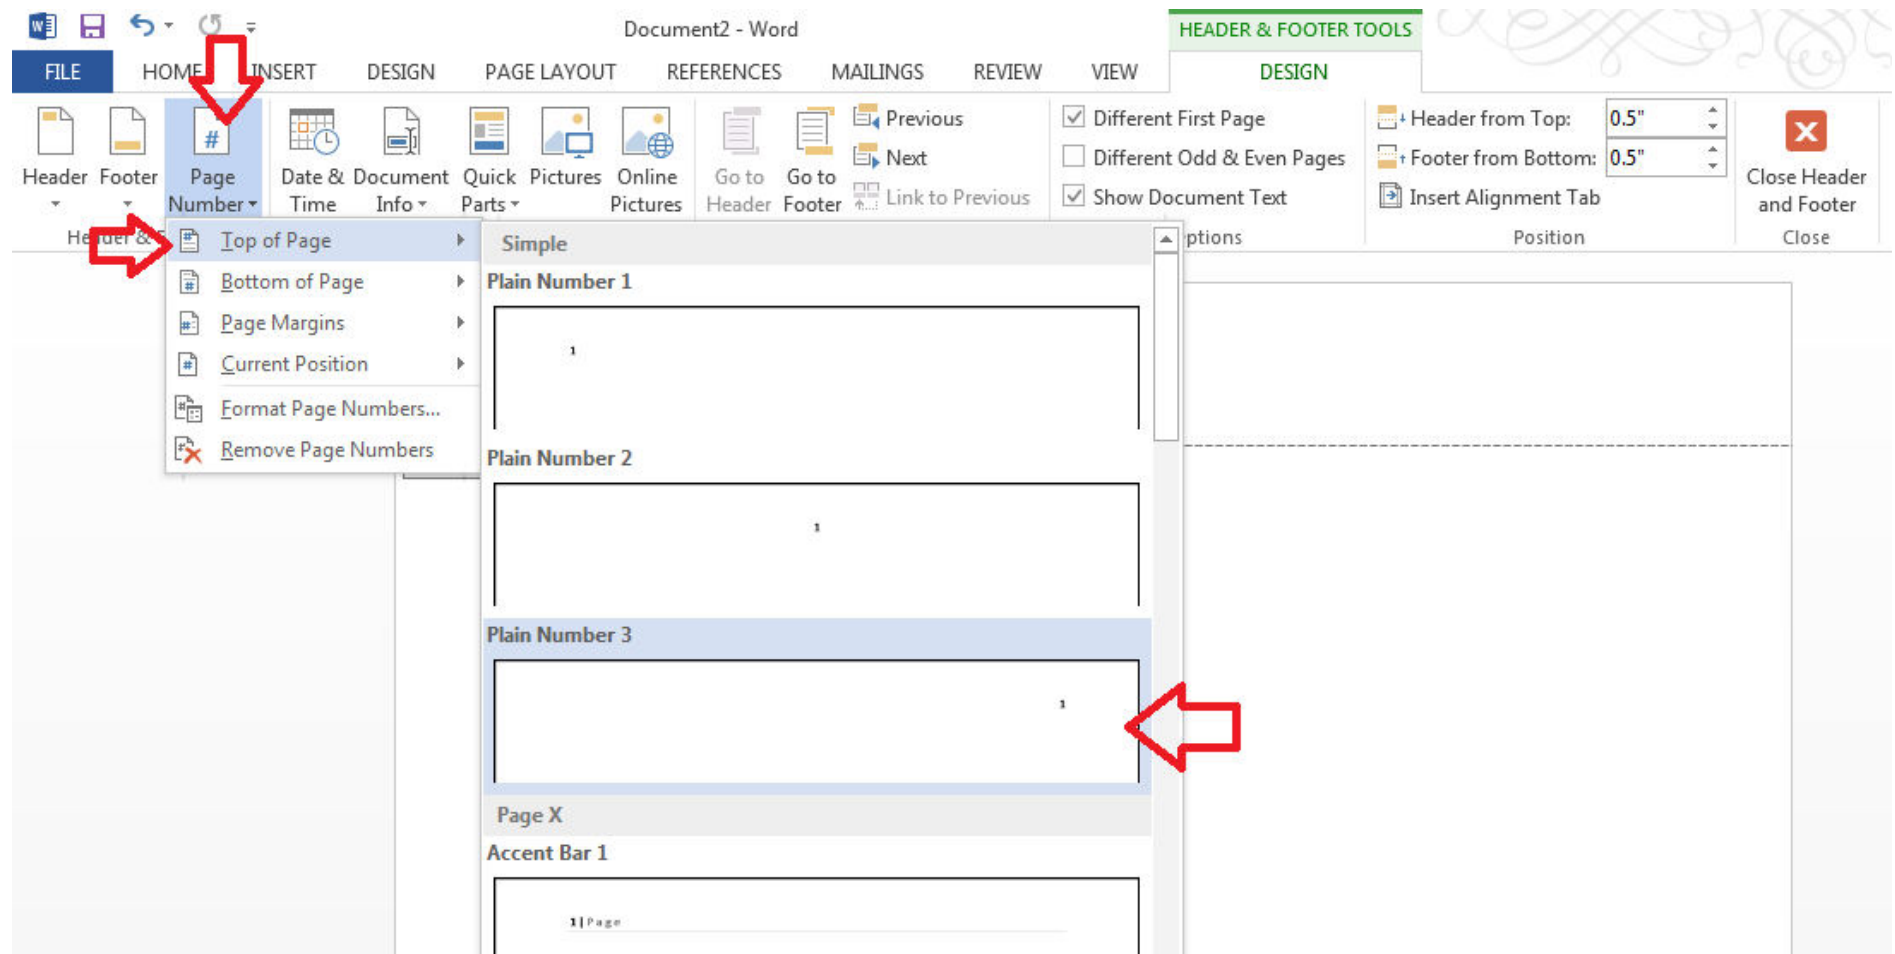 Document2 - Word
HEADER & FOOTER TOOLS
FILE HOME INSERT DESIGN PAGE LAYOUT REFERENCES MAILINGS REVIEW VIEW DESIGN
Header
Footer
Page
Number
Date &
Time
Document
Info
Quick
Parts
Pictures
Online
Pictures
Go to
Header
Go to
Footer
Previous
Next
Link to Previous
Different First Page
Different Odd & Even Pages
Show Document Text
Header from Top: 0.5"
Footer from Bottom: 0.5"
Insert Alignment Tab
Close Header
and Footer
Header &
ptions
Position
Close
Top of Page
Bottom of Page
Page Margins
Current Position
Format Page Numbers...
Remove Page Numbers
Simple
Plain Number 1
1
Plain Number 2
1
Plain Number 3
1
Page X
Accent Bar 1
1|Page